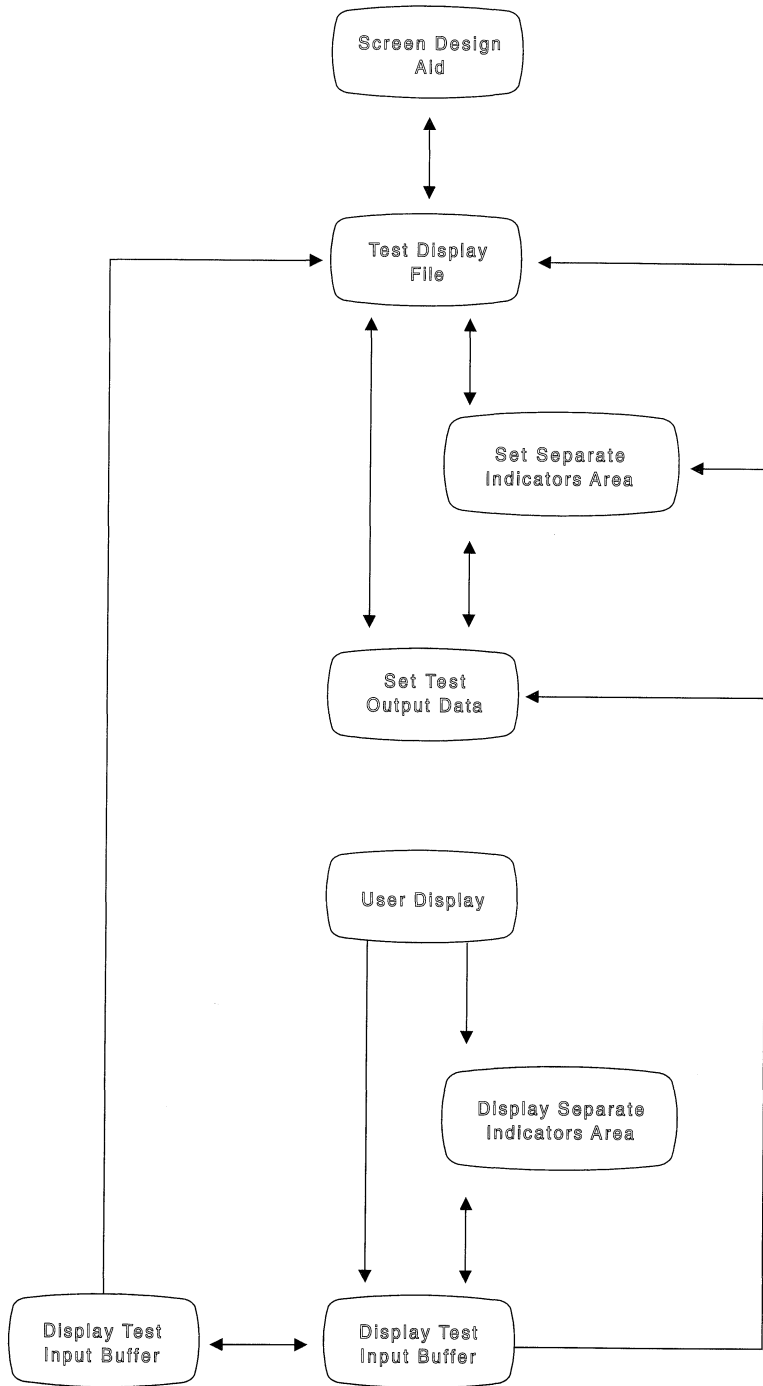 Screen Design
Aid
Test Display
File
Set Separate
Indicators Area
Set Test
Output Data
User Display
Display Separate
Indicators Area
Display Test
Input Buffer
Display Test
Input Buffer